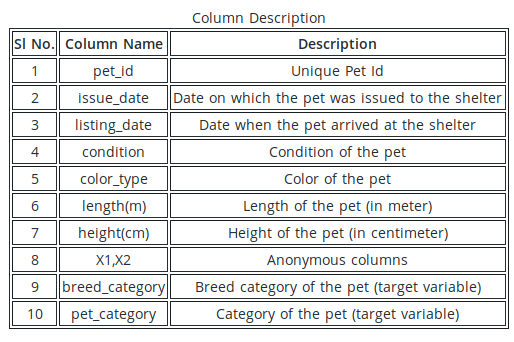 Column Description
Sl No. Column Name Description
1 pet_id Unique Pet Id
2 issue_date Date on which the pet was issued to the shelter
3 listing_date Date when the pet arrived at the shelter
4 condition Condition of the pet
5 color_type Color of the pet
6 length(m) Length of the pet (in meter)
7 height(cm) Height of the pet (in centimeter)
8 X1,X2 Anonymous columns
9 breed_category Breed category of the pet (target variable)
10 pet_category Category of the pet (target variable)